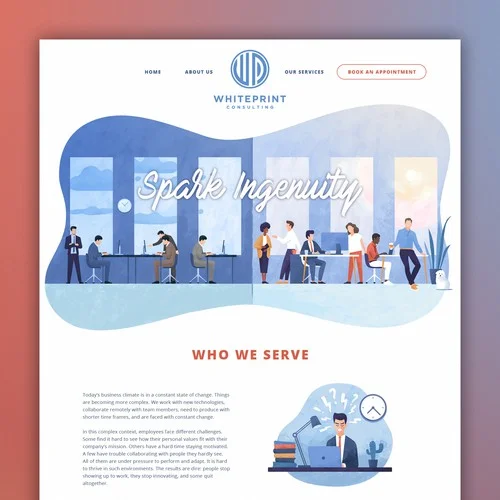 HOME
ABOUT US
WP
OUR SERVICES
BOOK AN APPOINTMENT
WHITEPRINT
CONSULTING
Spark Ingenuity
WHO WE SERVE
Today's business climate is in a constant state of change. Things
are becoming more complex. We work with new technologies,
collaborate remotely with team members, need to produce with
shorter time frames, and are faced with constant change.
In this complex context, employees face different challenges.
Some find it hard to see how their personal values fit with their
company's mission. Others have a hard time staying motivated.
A few have trouble collaborating with people they hardly see.
All of them are under pressure to perform and adapt. It is hard
to thrive in such environments. The results are dire: people stop
showing up to work, they stop innovating, and some quit
altogether.